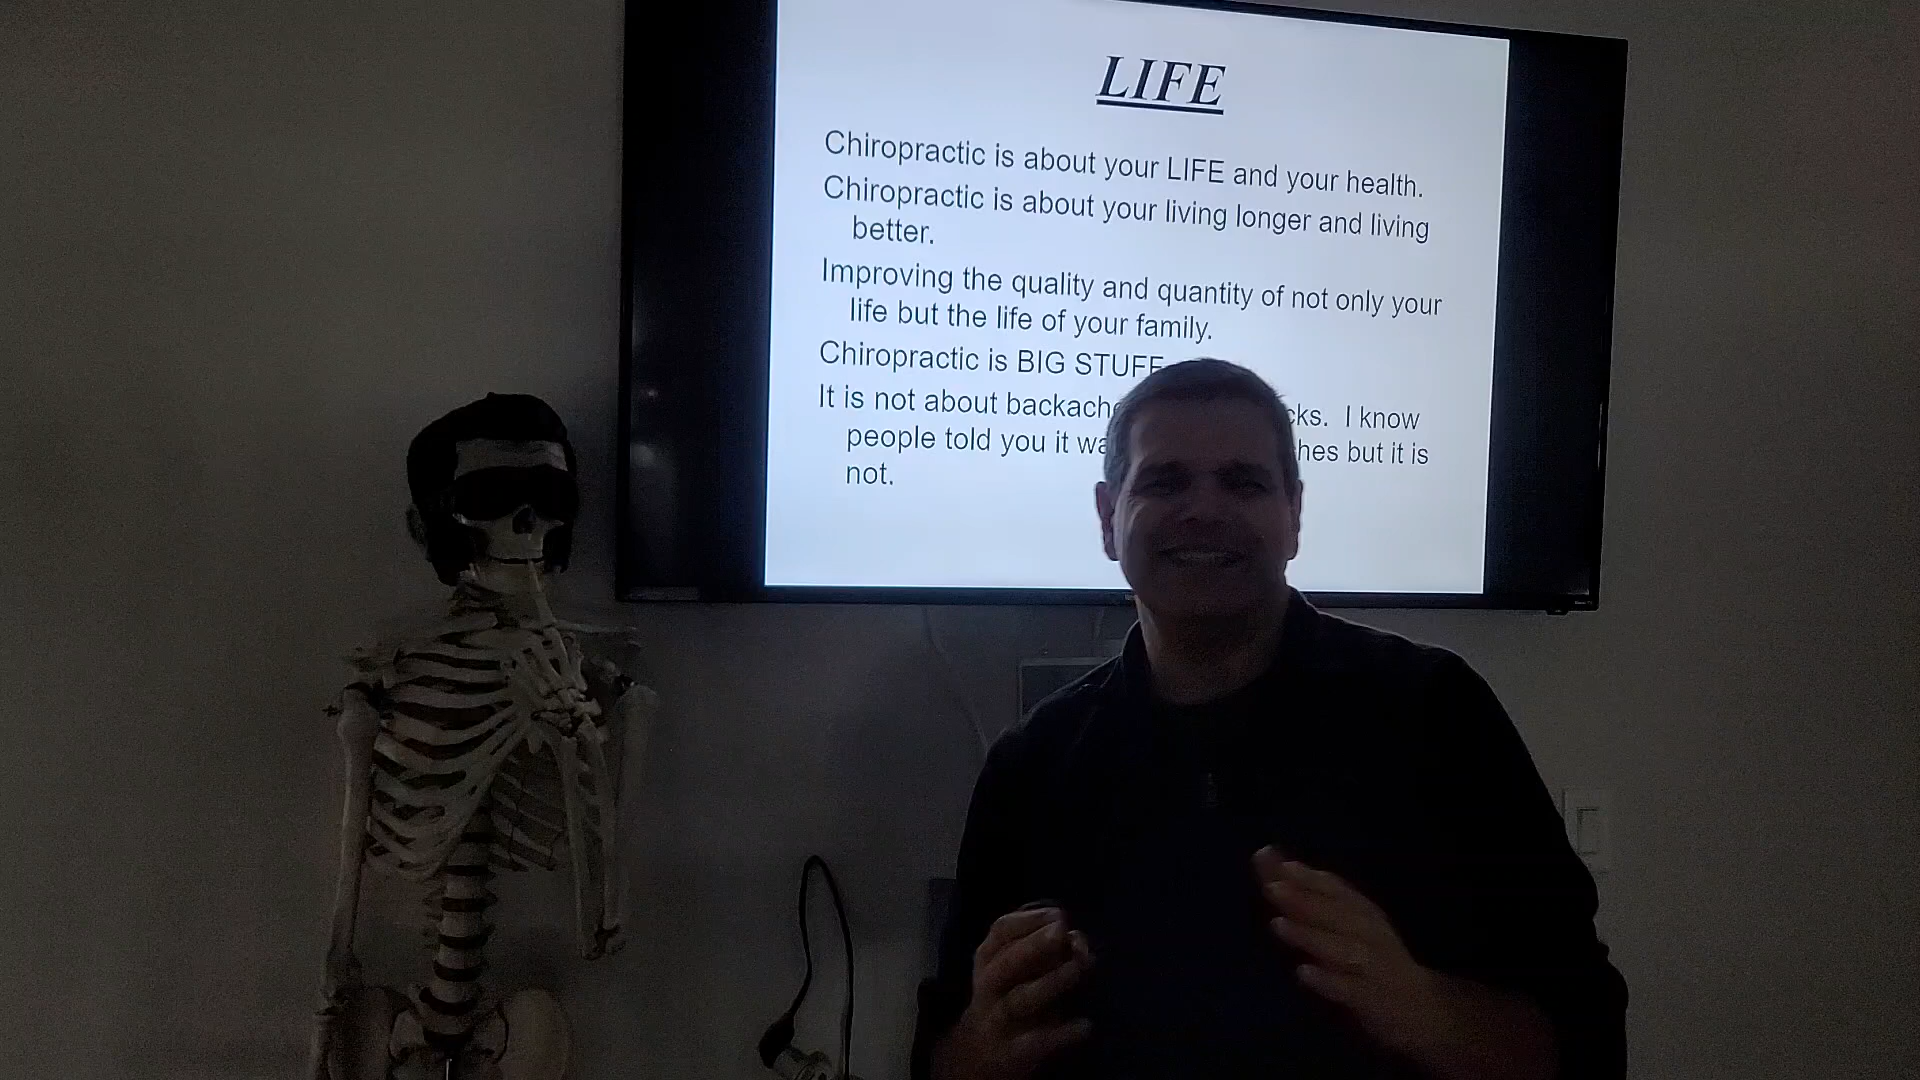 LIFE
Chiropractic is about your LIFE and your health.
Chiropractic is about your living longer and living
better.
Improving the quality and quantity of not only your
life but the life of your family.
Chiropractic is BIG STUFF
It is not about backache cks. I know
people told you it wa hes but it is
not.